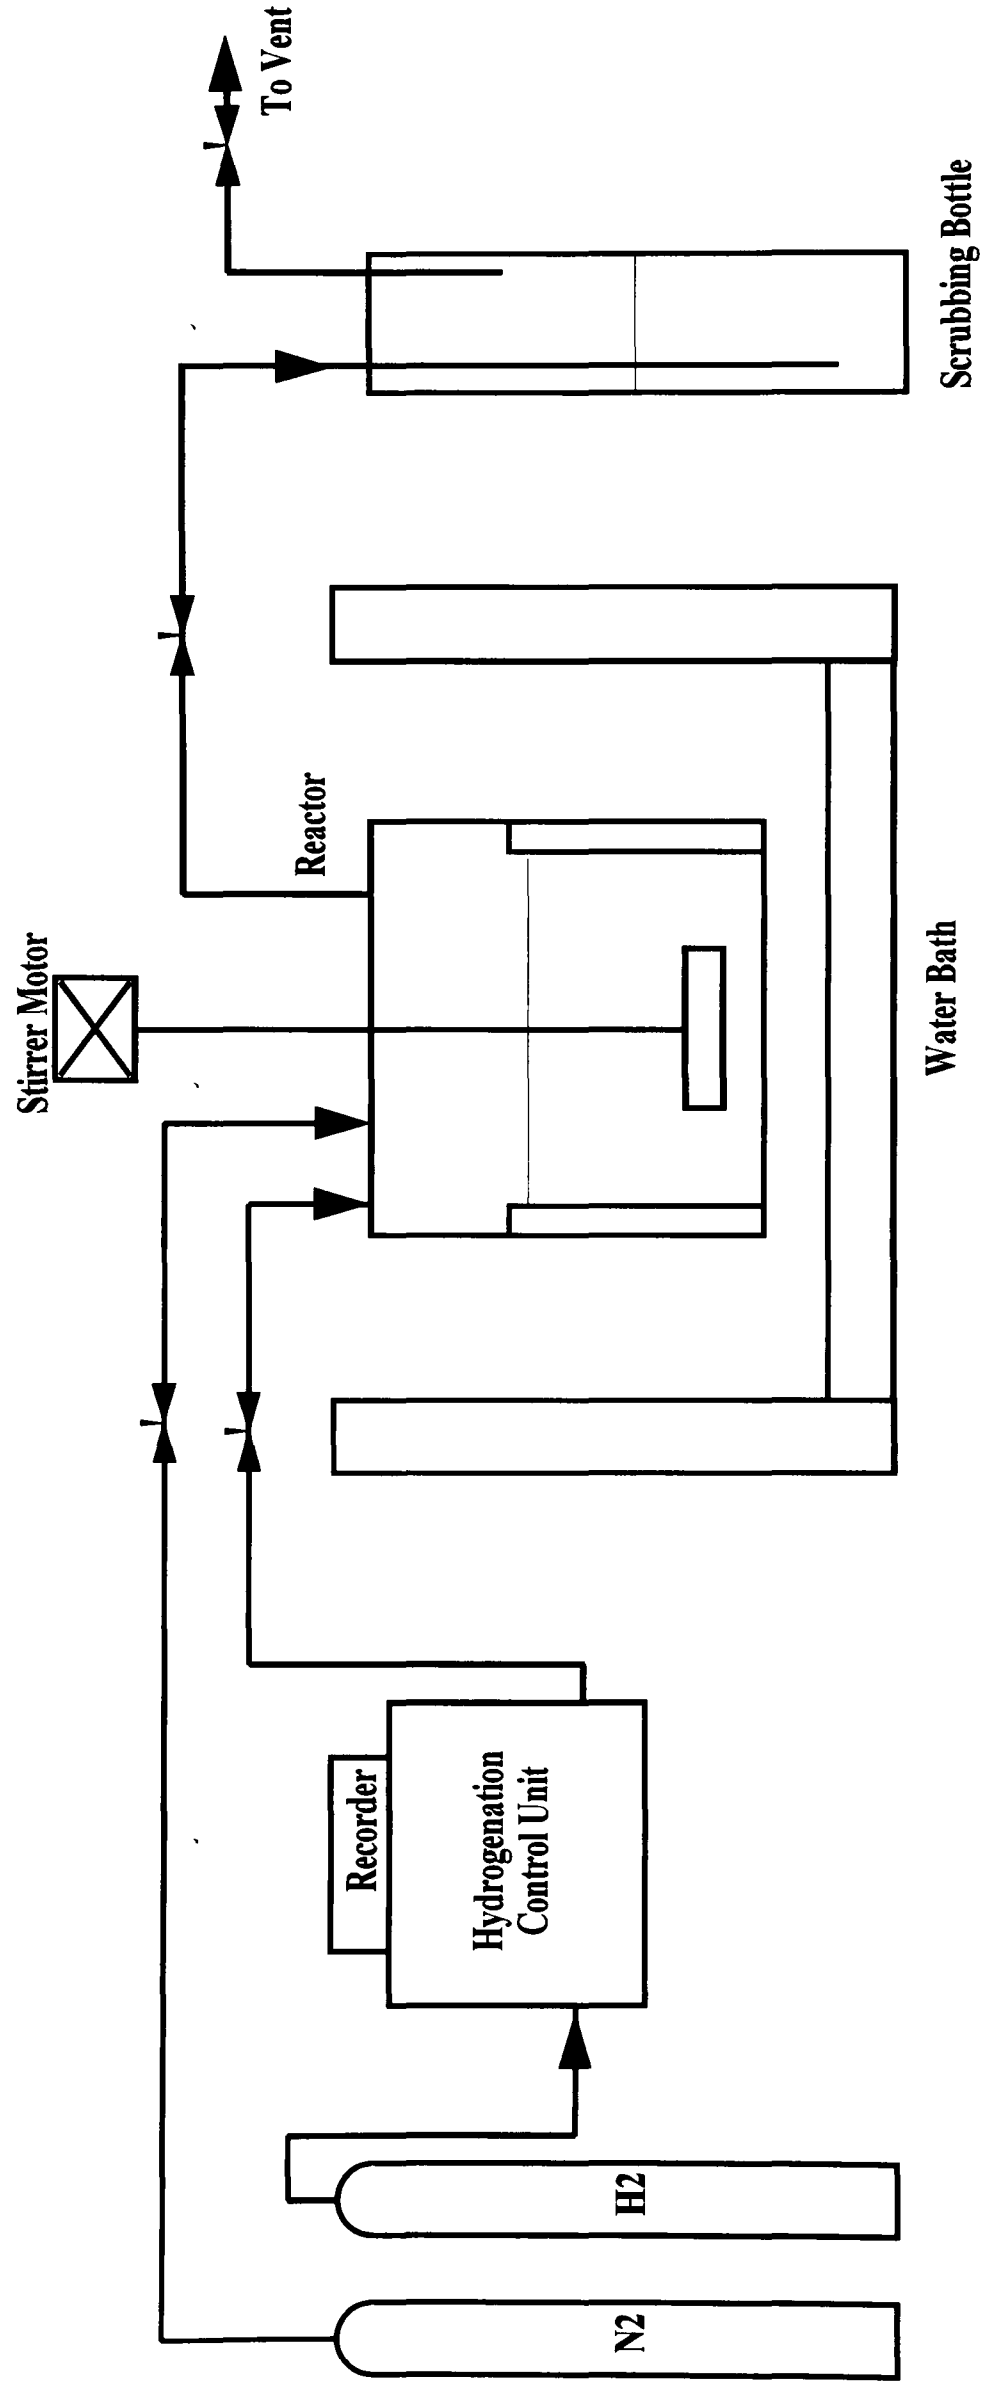 Stirrer Motor
To Vent
Reactor
Recorder
Hydrogenation
Control Unit
N2
H2
Water Bath
Scrubbing Bottle